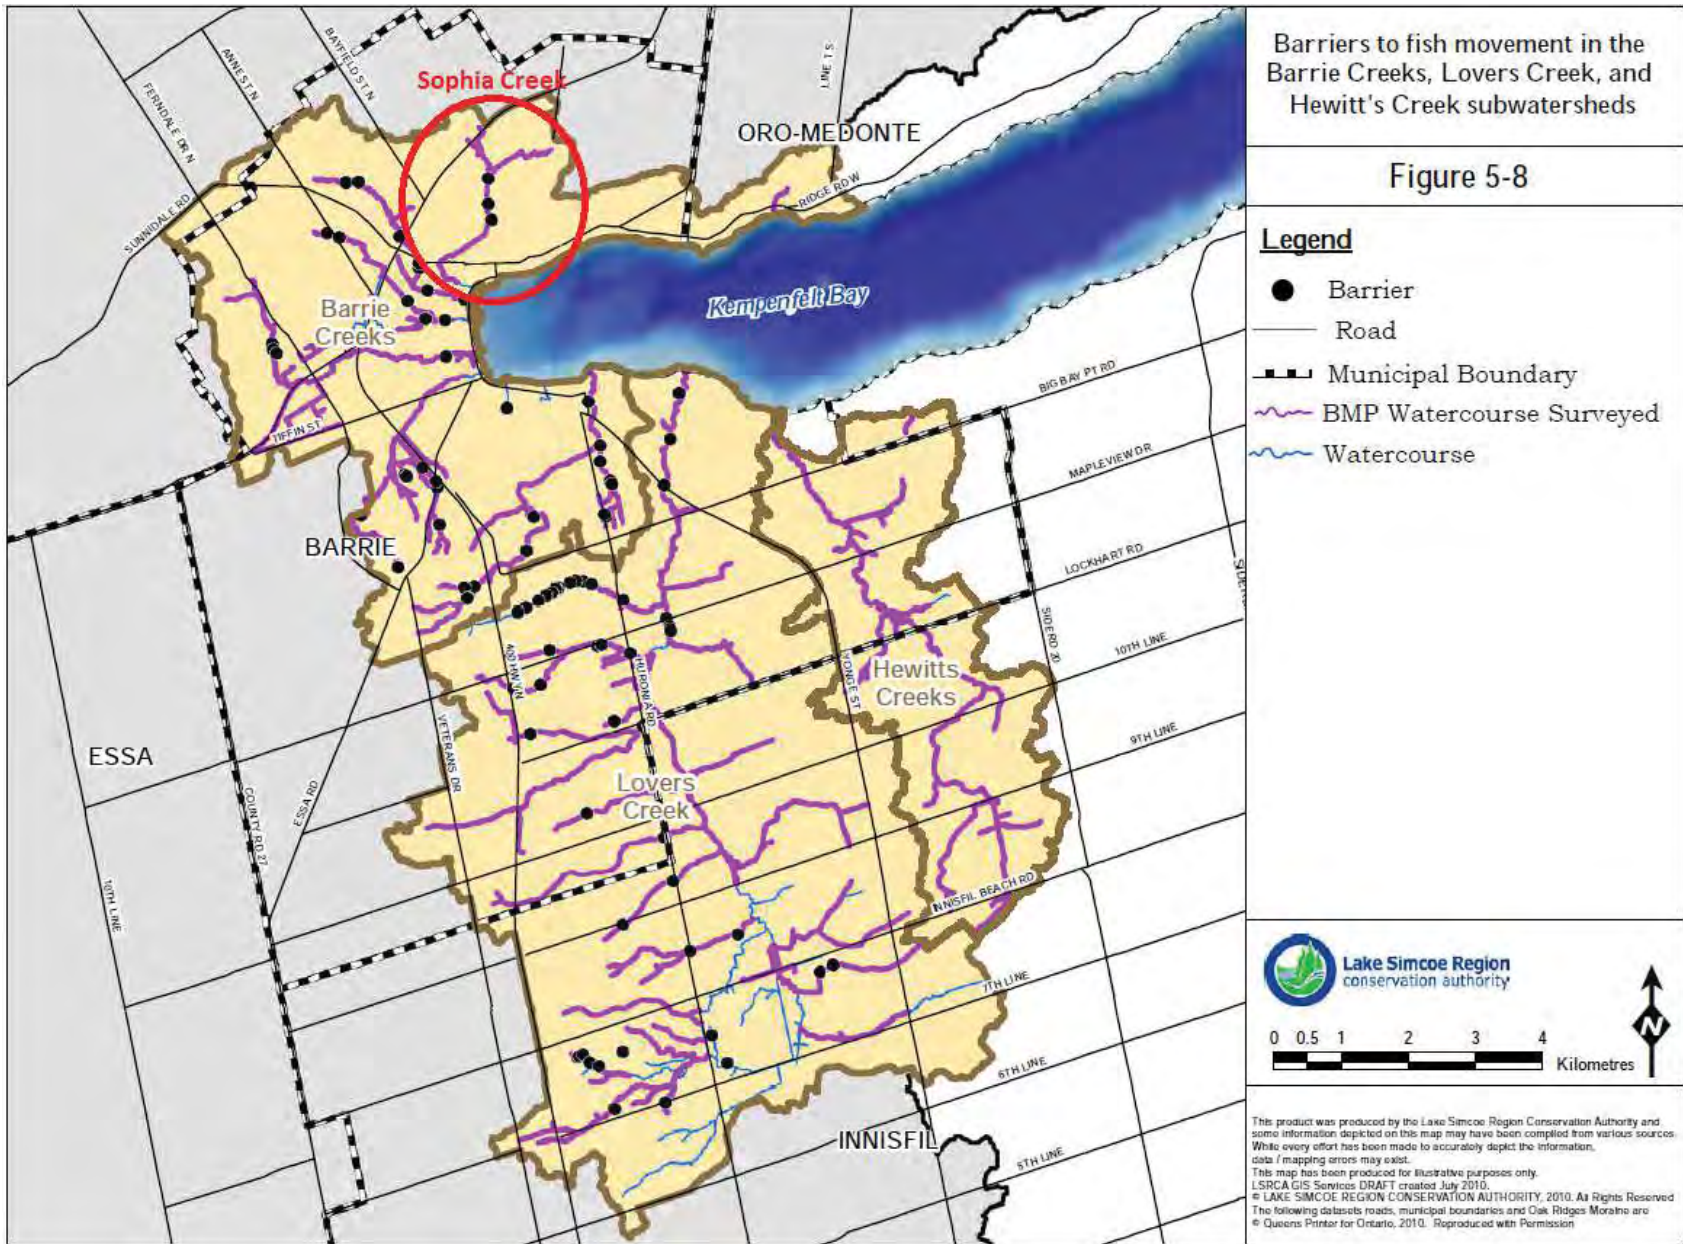 Sophia Creek
BAYFIELD ST N
ANNE ST N
FERNDALE DR N
SUNNIDALE RD
LINE 1 S
ORO-MEDONTE
RIDGE RD W
Kempenfelt Bay
Barrie
Creeks
TIFFIN ST
BIG BAY PT RD
MAPLEVIEW DR
LOCKHART RD
BARRIE
SIDERD 20
10TH LINE
400 HWY N
HURONIA RD
YONGE ST
Hewitts
Creeks
VETERANS DR
9TH LINE
ESSA
ESSA RD
COUNTY RD 27
Lovers
Creek
10TH LINE
INNISFIL BEACH RD
7TH LINE
6TH LINE
INNISFIL
5TH LINE
Barriers to fish movement in the
Barrie Creeks, Lovers Creek, and
Hewitt's Creek subwatersheds
Figure 5-8
Legend
Barrier
Road
Municipal Boundary
BMP Watercourse Surveyed
Watercourse
Lake Simcoe Region
conservation authority
N
0 0.5 1 2 3 4
Kilometres
This product was produced by the Lake Simcoe Region Conservation Authority and
some information depicted on this map may have been compiled from various sources.
While every effort has been made to accurately depict the information,
data / mapping errors may exist.
This map has been produced for illustrative purposes only.
LSRCA GIS Services DRAFT created July 2010.
© LAKE SIMCOE REGION CONSERVATION AUTHORITY, 2010. All Rights Reserved
The following datasets roads, municipal boundaries and Oak Ridges Moraine are
© Queens Printer for Ontario, 2010. Reproduced with Permission